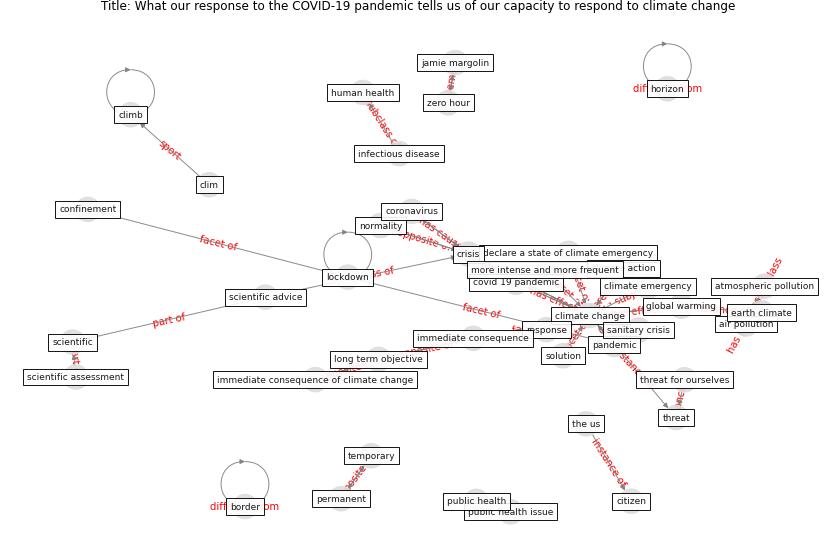 Title: What our response to the COVID-19 pandemic tells us of our capacity to respond to climate change
jamie margolin
zero hour
human health
infectious disease
horizon
climb
sport
clim
confinement
facet of
coronavirus
normality
has cause
crisis
declare a state of climate emergency
more intense and more frequent
action
covid 19 pandemic
lockdown
scientific advice
part of
scientific
scientific assessment
facet of
climate emergency
atmospheric pollution
global warming
earth climate
air pollution
climate change
response
sanitary crisis
immediate consequence
pandemic
solution
long term objective
immediate consequence of climate change
threat for ourselves
threat
the us
instance of
citizen
temporary
permanent
border
public health
public health issue